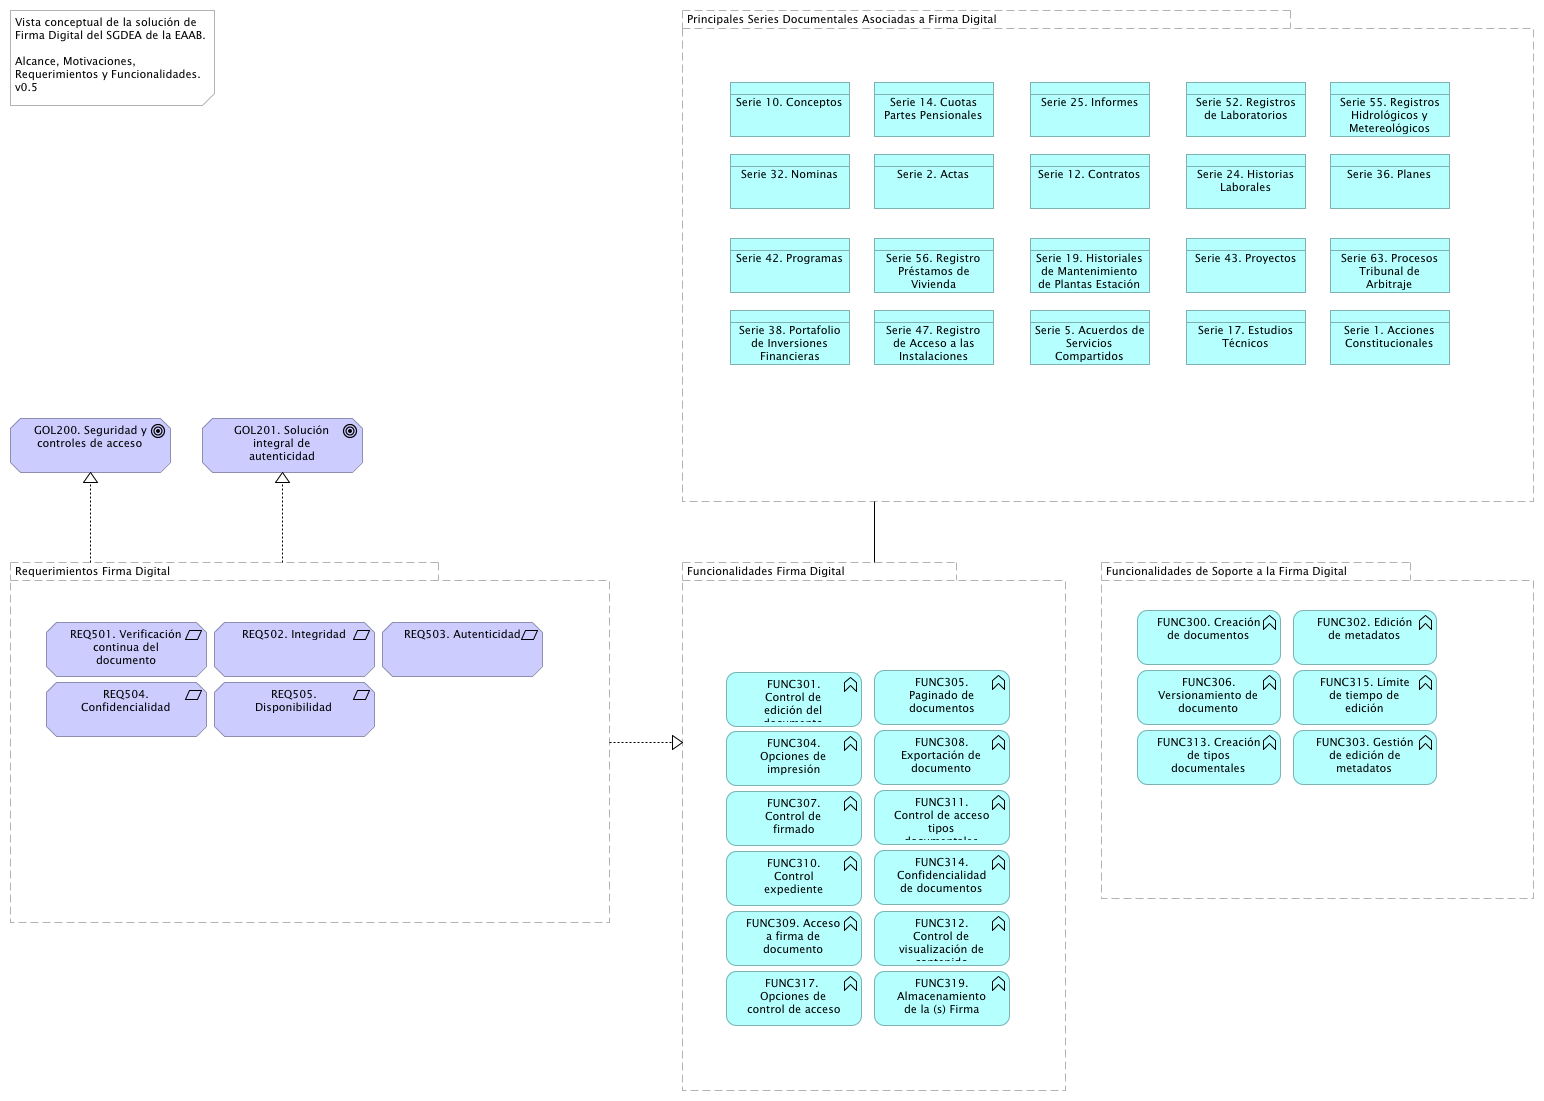 Vista conceptual de la solución de
Firma Digital del SGDEA de la EAAB.
Alcance, Motivaciones,
Requerimientos y Funcionalidades.
v0.5
Principales Series Documentales Asociadas a Firma Digital
Serie 10. Conceptos
Serie 14. Cuotas
Partes Pensionales
Serie 25. Informes
Serie 52. Registros
de Laboratorios
Serie 55. Registros
Hidrológicos y
Metereológicos
Serie 32. Nominas
Serie 2. Actas
Serie 12. Contratos
Serie 24. Historias
Laborales
Serie 36. Planes
Serie 42. Programas
Serie 56. Registro
Préstamos de
Vivienda
Serie 19. Historiales
de Mantenimiento
de Plantas Estación
Serie 43. Proyectos
Serie 63. Procesos
Tribunal de
Arbitraje
Serie 38. Portafolio
de Inversiones
Financieras
Serie 47. Registro
de Acceso a las
Instalaciones
Serie 5. Acuerdos de
Servicios
Compartidos
Serie 17. Estudios
Técnicos
Serie 1. Acciones
Constitucionales
GOL200. Seguridad y
controles de acceso
GOL201. Solución
integral de
autenticidad
Requerimientos Firma Digital
REQ501. Verificación
continua del
documento
REQ502. Integridad
REQ503. Autenticidad
REQ504.
Confidencialidad
REQ505.
Disponibilidad
Funcionalidades Firma Digital
FUNC301.
Control de
edición del
FUNC305.
Paginado de
documentos
FUNC304.
Opciones de
impresión
FUNC308.
Exportación de
documento
FUNC307.
Control de
firmado
FUNC311.
Control de acceso
tipos
FUNC310.
Control
expediente
FUNC314.
Confidencialidad
de documentos
FUNC309. Acceso
a firma de
documento
FUNC312.
Control de
visualización de
FUNC317.
Opciones de
control de acceso
FUNC319.
Almacenamiento
de la (s) Firma
Funcionalidades de Soporte a la Firma Digital
FUNC300. Creación
de documentos
FUNC302. Edición
de metadatos
FUNC306.
Versionamiento de
documento
FUNC315. Límite
de tiempo de
edición
FUNC313. Creación
de tipos
documentales
FUNC303. Gestión
de edición de
metadatos